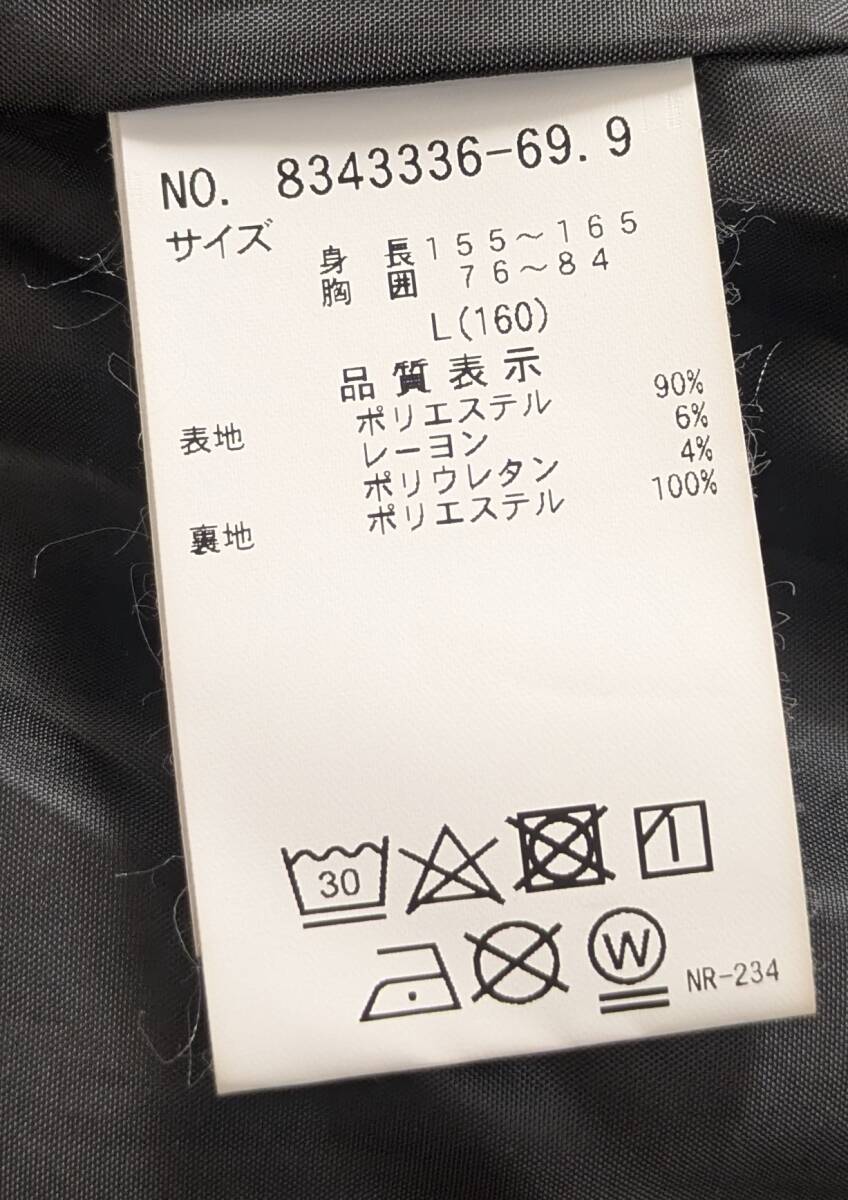 NO. 8343336-69.9
サイズ
身 長 155〜165
胸 囲 76〜84
L(160)
品質表示
表地 ポリエステル 90%
レーヨン 6%
ポリウレタン 4%
裏地 ポリエステル 100%
30
W
NR-234